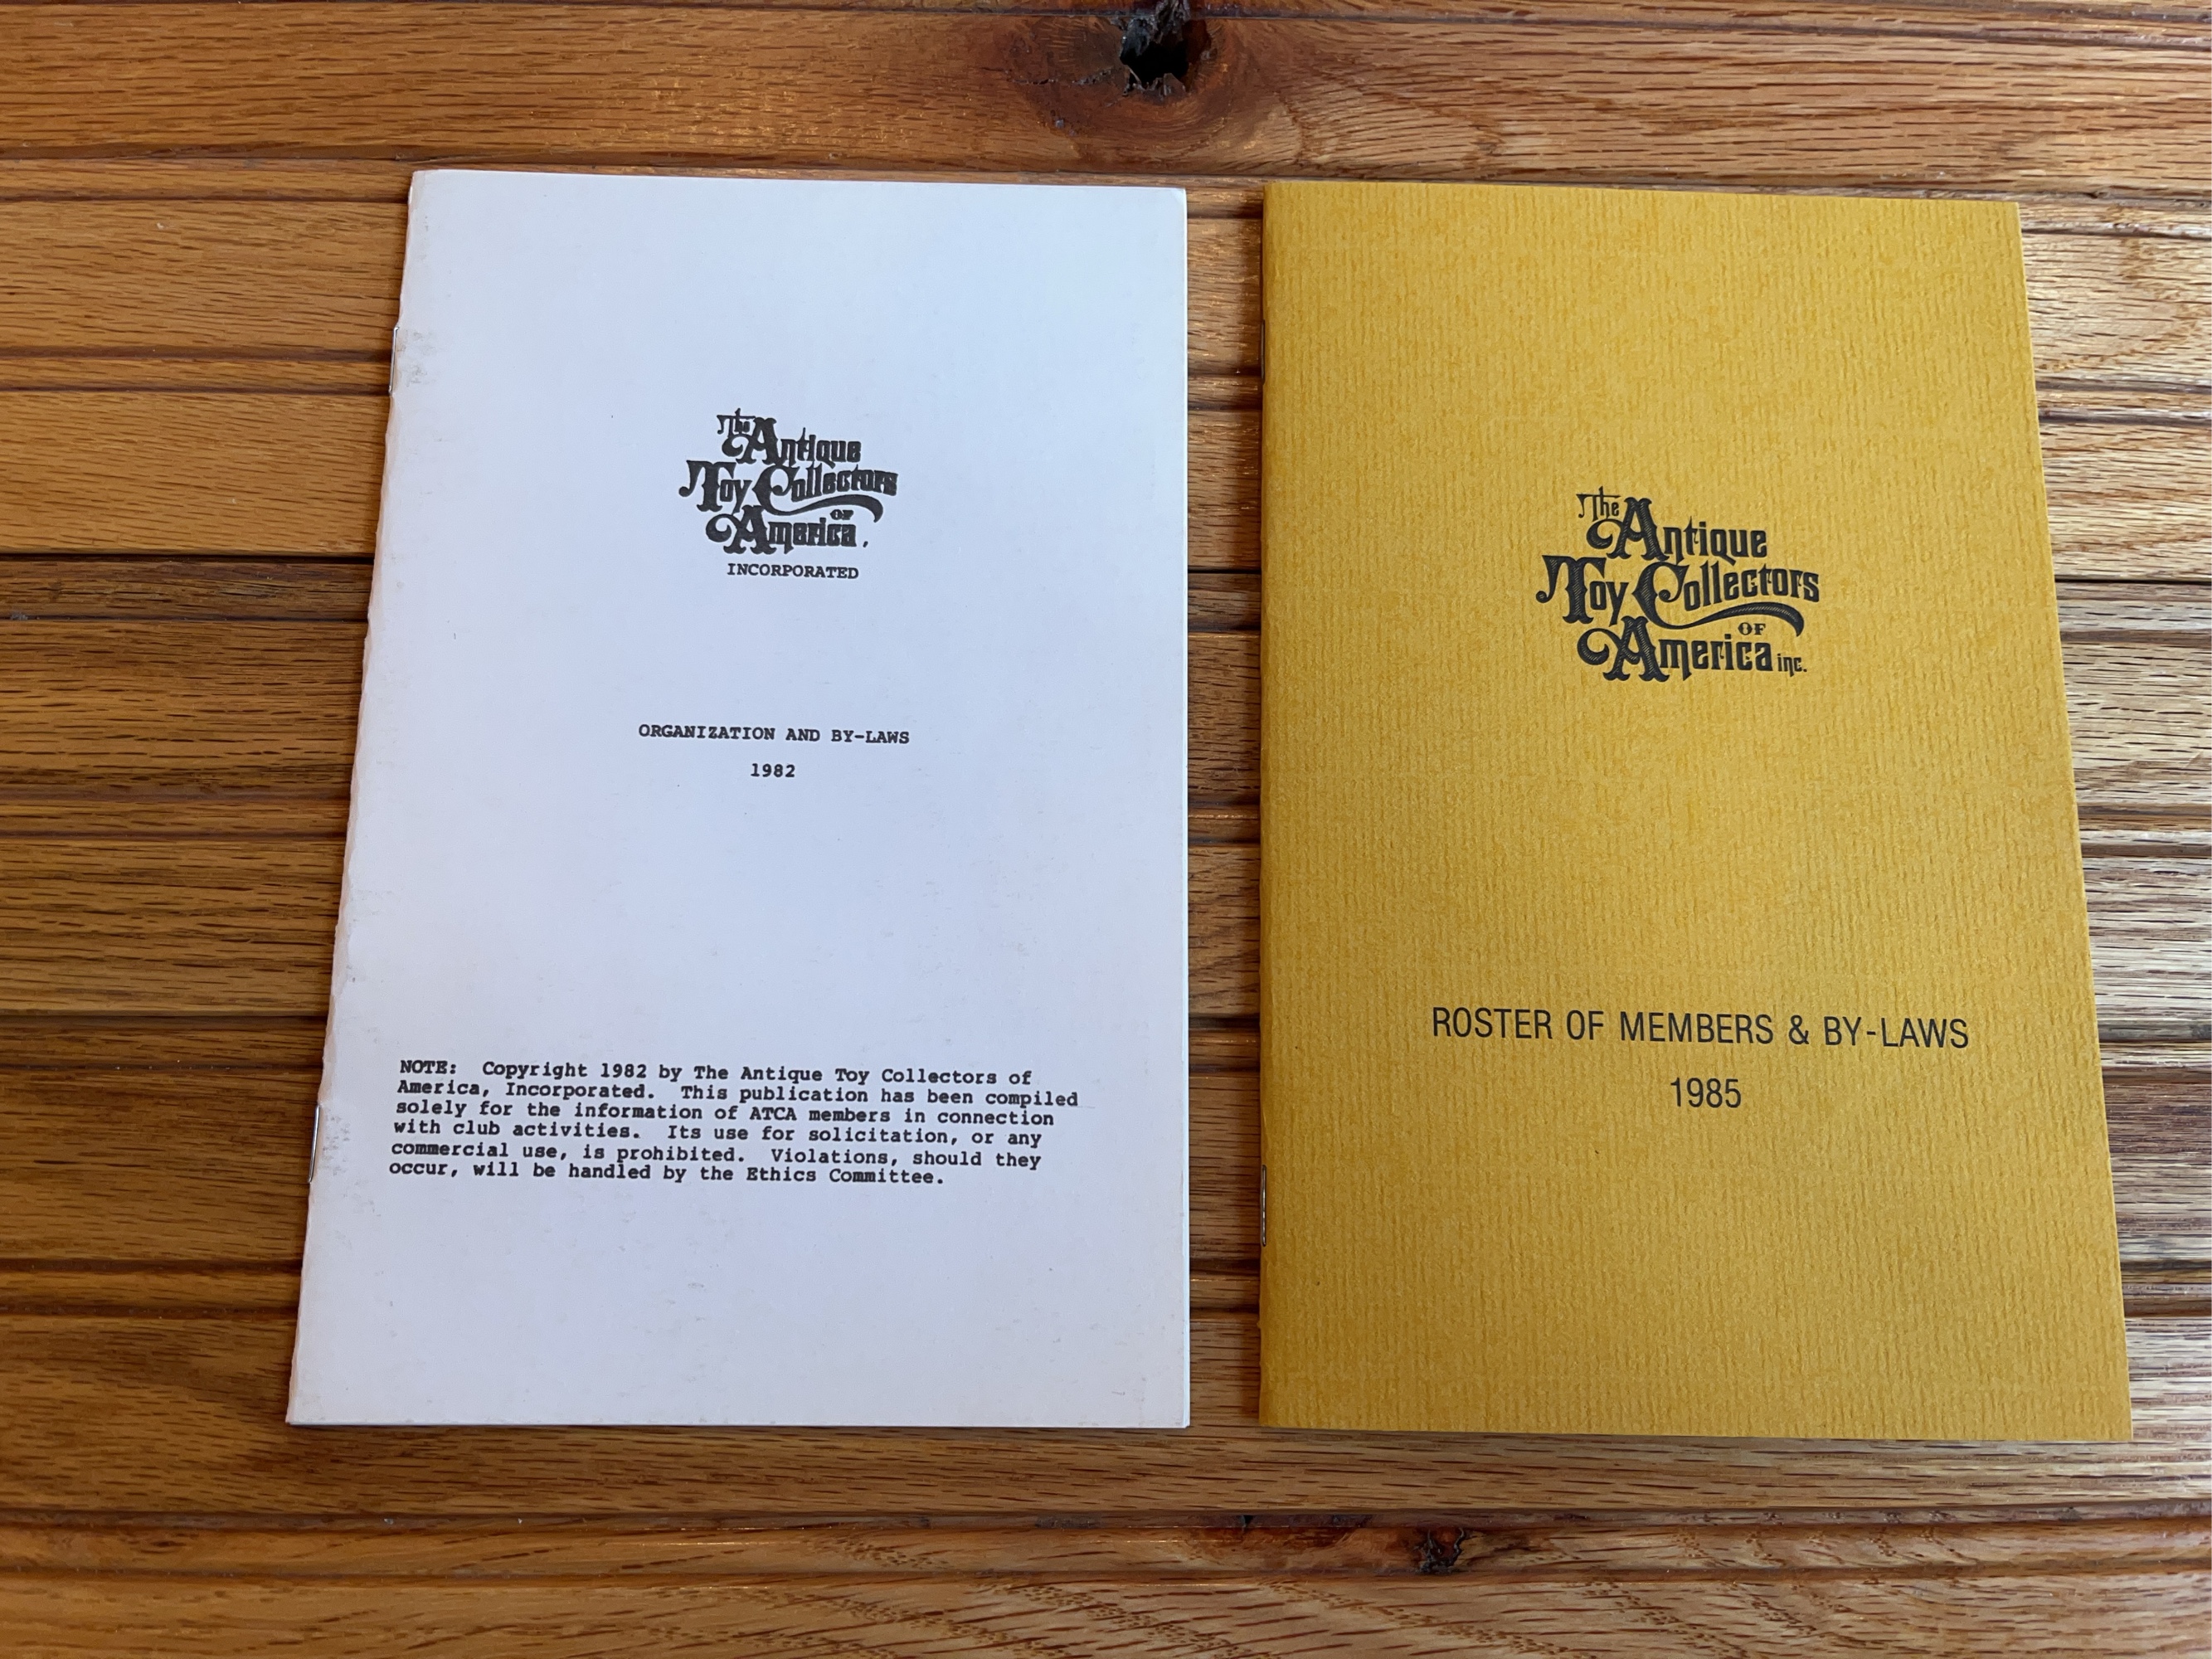 The
Antique
Toy Collectors
OF
America,
INCORPORATED
ORGANIZATION AND BY-LAWS
1982
NOTE:  Copyright 1982 by The Antique Toy Collectors of
America, Incorporated.  This publication has been compiled
solely for the information of ATCA members in connection
with club activities.  Its use for solicitation, or any
commercial use, is prohibited.  Violations, should they
occur, will be handled by the Ethics Committee.
The
Antique
Toy Collectors
OF
America inc.
ROSTER OF MEMBERS & BY-LAWS
1985